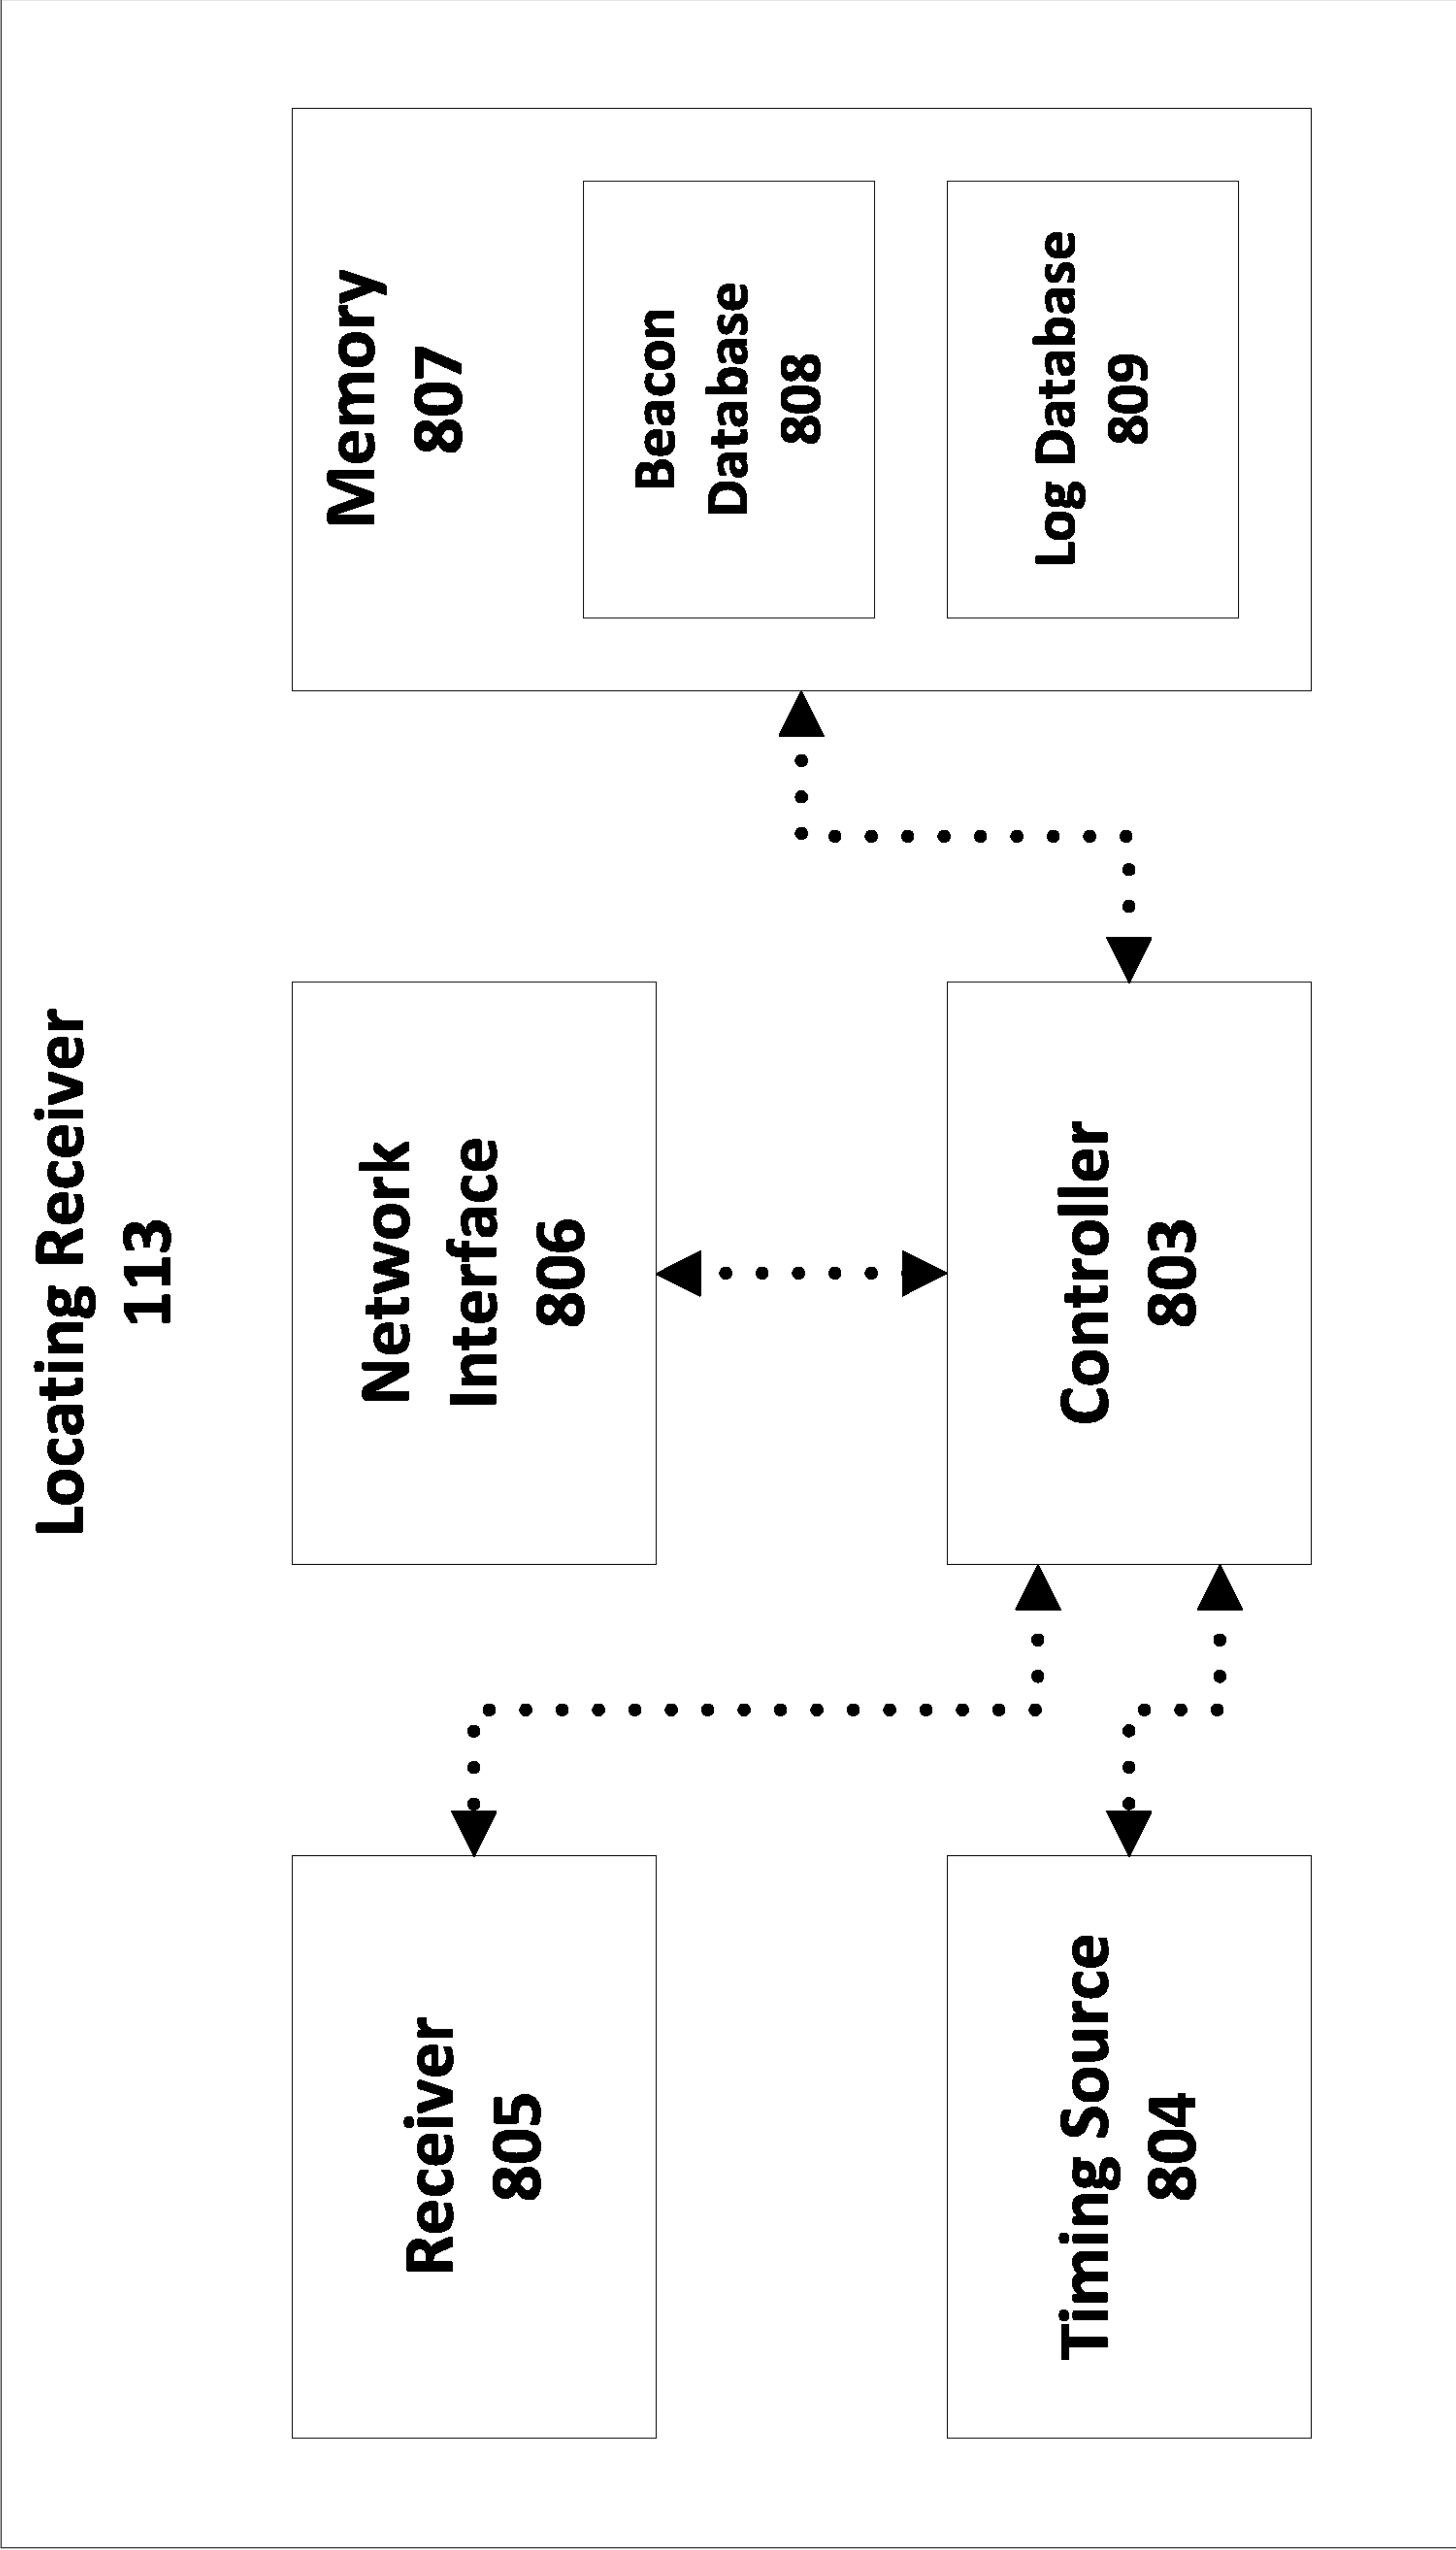 Locating Receiver
113
Receiver
805
Network
Interface
806
Memory
807
Beacon
Database
808
Log Database
809
Timing Source
804
Controller
803